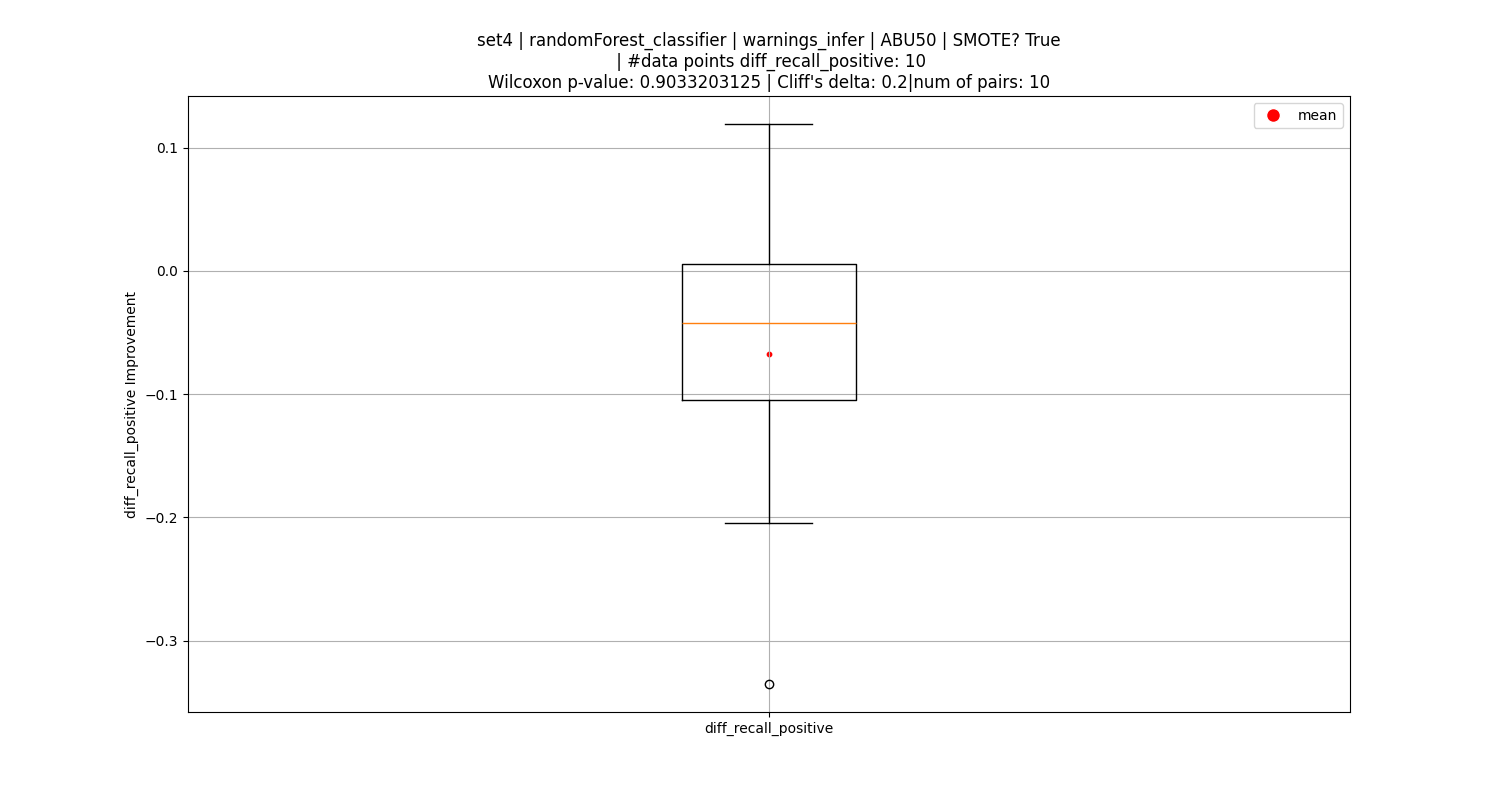 set4 | randomForest_classifier | warnings_infer | ABU50 | SMOTE? True
| #data points diff_recall_positive: 10
Wilcoxon p-value: 0.9033203125 | Cliff's delta: 0.2|num of pairs: 10
mean
0.1
0.0
−0.1
−0.2
−0.3
diff_recall_positive Improvement
diff_recall_positive